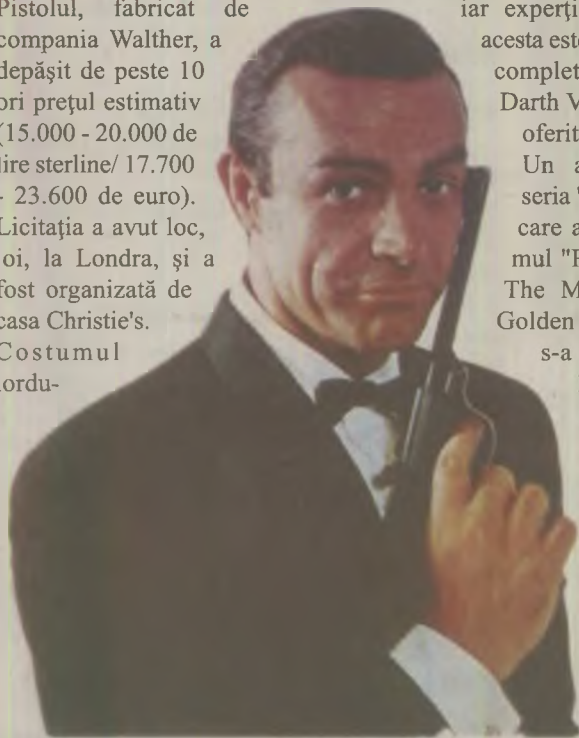 Pistolul, fabricat de
compania Walther, a
depăşit de peste 10
ori preţul estimativ
(15.000 - 20.000 de
lire sterline/ 17.700
- 23.600 de euro).
Licitaţia a avut loc,
joi, la Londra, şi a
fost organizată de
casa Christie's.
Costumul
lordu-
iar experţi
acesta este
complet
Darth V
oferit
Un a
seria "
care a
mul "F
The M
Golden
s-a